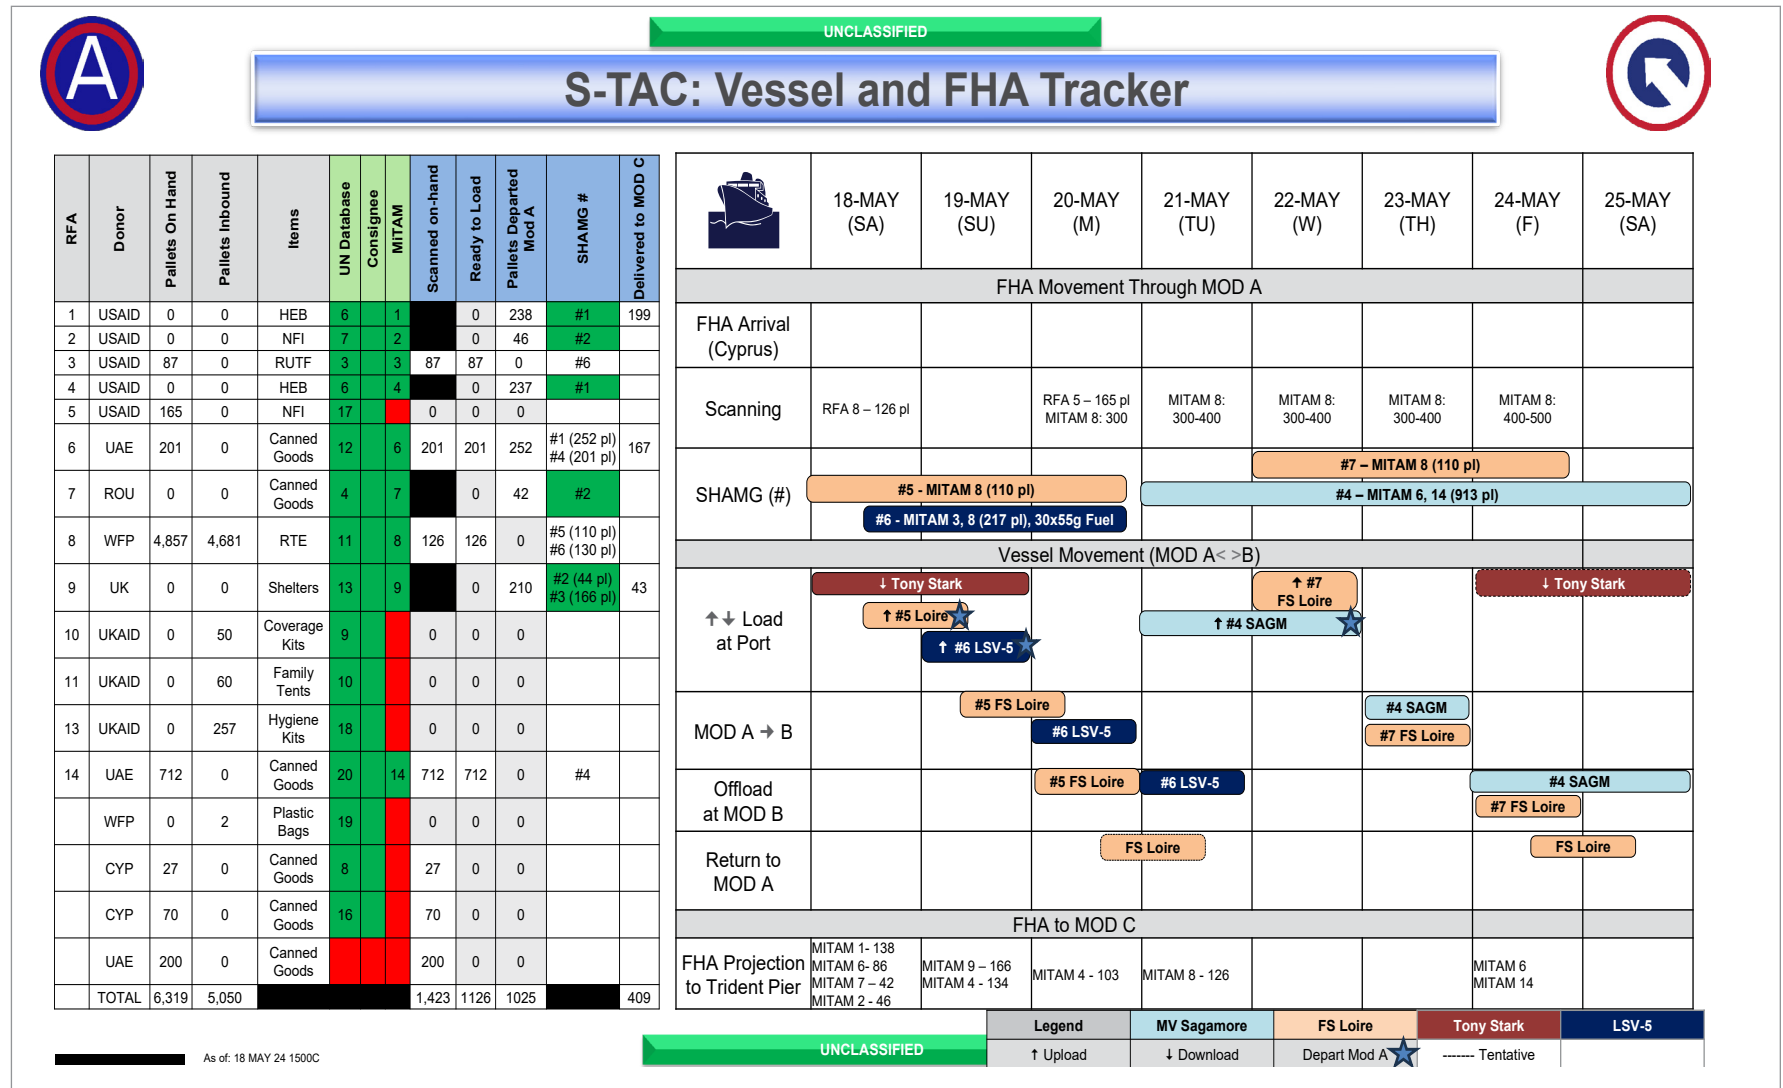 UNCLASSIFIED
A
S-TAC: Vessel and FHA Tracker
RFA Donor Pallets On Hand Pallets Inbound Items UN Database Consignee MiTAM Scanned on-hand Ready to Load Pallets Departed Mod A SHAMG # Delivered to MOD C
1 USAID 0 0 HEB 6 1 0 238 #1 199
2 USAID 0 0 NFI 7 2 0 46 #2
3 USAID 87 0 RUTF 3 3 87 87 0 #6
4 USAID 0 0 HEB 6 4 0 237 #1
5 USAID 165 0 NFI 17 0 0 0
6 UAE 201 0 Canned Goods 12 6 201 201 252 #1 (252 pl) #4 (201 pl) 167
7 ROU 0 0 Canned Goods 4 7 0 42 #2
8 WFP 4,857 4,681 RTE 11 8 126 126 0 #5 (110 pl) #6 (130 pl)
9 UK 0 0 Shelters 13 9 0 210 #2 (44 pl) #3 (166 pl) 43
10 UKAID 0 50 Coverage Kits 9 0 0 0
11 UKAID 0 60 Family Tents 10 0 0 0
13 UKAID 0 257 Hygiene Kits 18 0 0 0
14 UAE 712 0 Canned Goods 20 14 712 712 0 #4
WFP 0 2 Plastic Bags 19 0 0 0
CYP 27 0 Canned Goods 8 27 0 0
CYP 70 0 Canned Goods 16 70 0 0
UAE 200 0 Canned Goods 200 0 0
TOTAL 6,319 5,050 1,423 1126 1025 409
As of: 18 MAY 24 1500C
18-MAY (SA) 19-MAY (SU) 20-MAY (M) 21-MAY (TU) 22-MAY (W) 23-MAY (TH) 24-MAY (F) 25-MAY (SA)
FHA Movement Through MOD A
FHA Arrival (Cyprus)
Scanning
RFA 8 – 126 pl
RFA 5 – 165 pl
MITAM 8: 300
MITAM 8: 300-400
MITAM 8: 300-400
MITAM 8: 300-400
MITAM 8: 400-500
SHAMG (#)
#7 – MITAM 8 (110 pl)
#5 - MITAM 8 (110 pl)
#4 – MITAM 6, 14 (913 pl)
#6 - MITAM 3, 8 (217 pl), 30x55g Fuel
Vessel Movement (MOD A< >B)
↑↓ Load at Port
↓ Tony Stark
↑ #7 FS Loire
↓ Tony Stark
↑ #5 Loire
↑ #4 SAGM
↑ #6 LSV-5
MOD A → B
#5 FS Loire
#4 SAGM
#6 LSV-5
#7 FS Loire
Offload at MOD B
#5 FS Loire
#6 LSV-5
#4 SAGM
#7 FS Loire
Return to MOD A
FS Loire
FS Loire
FHA to MOD C
FHA Projection to Trident Pier
MITAM 1- 138
MITAM 6- 86
MITAM 7 – 42
MITAM 2 - 46
MITAM 9 – 166
MITAM 4 - 134
MITAM 4 - 103
MITAM 8 - 126
MITAM 6
MITAM 14
UNCLASSIFIED
Legend MV Sagamore FS Loire Tony Stark LSV-5
↑ Upload ↓ Download Depart Mod A ------- Tentative